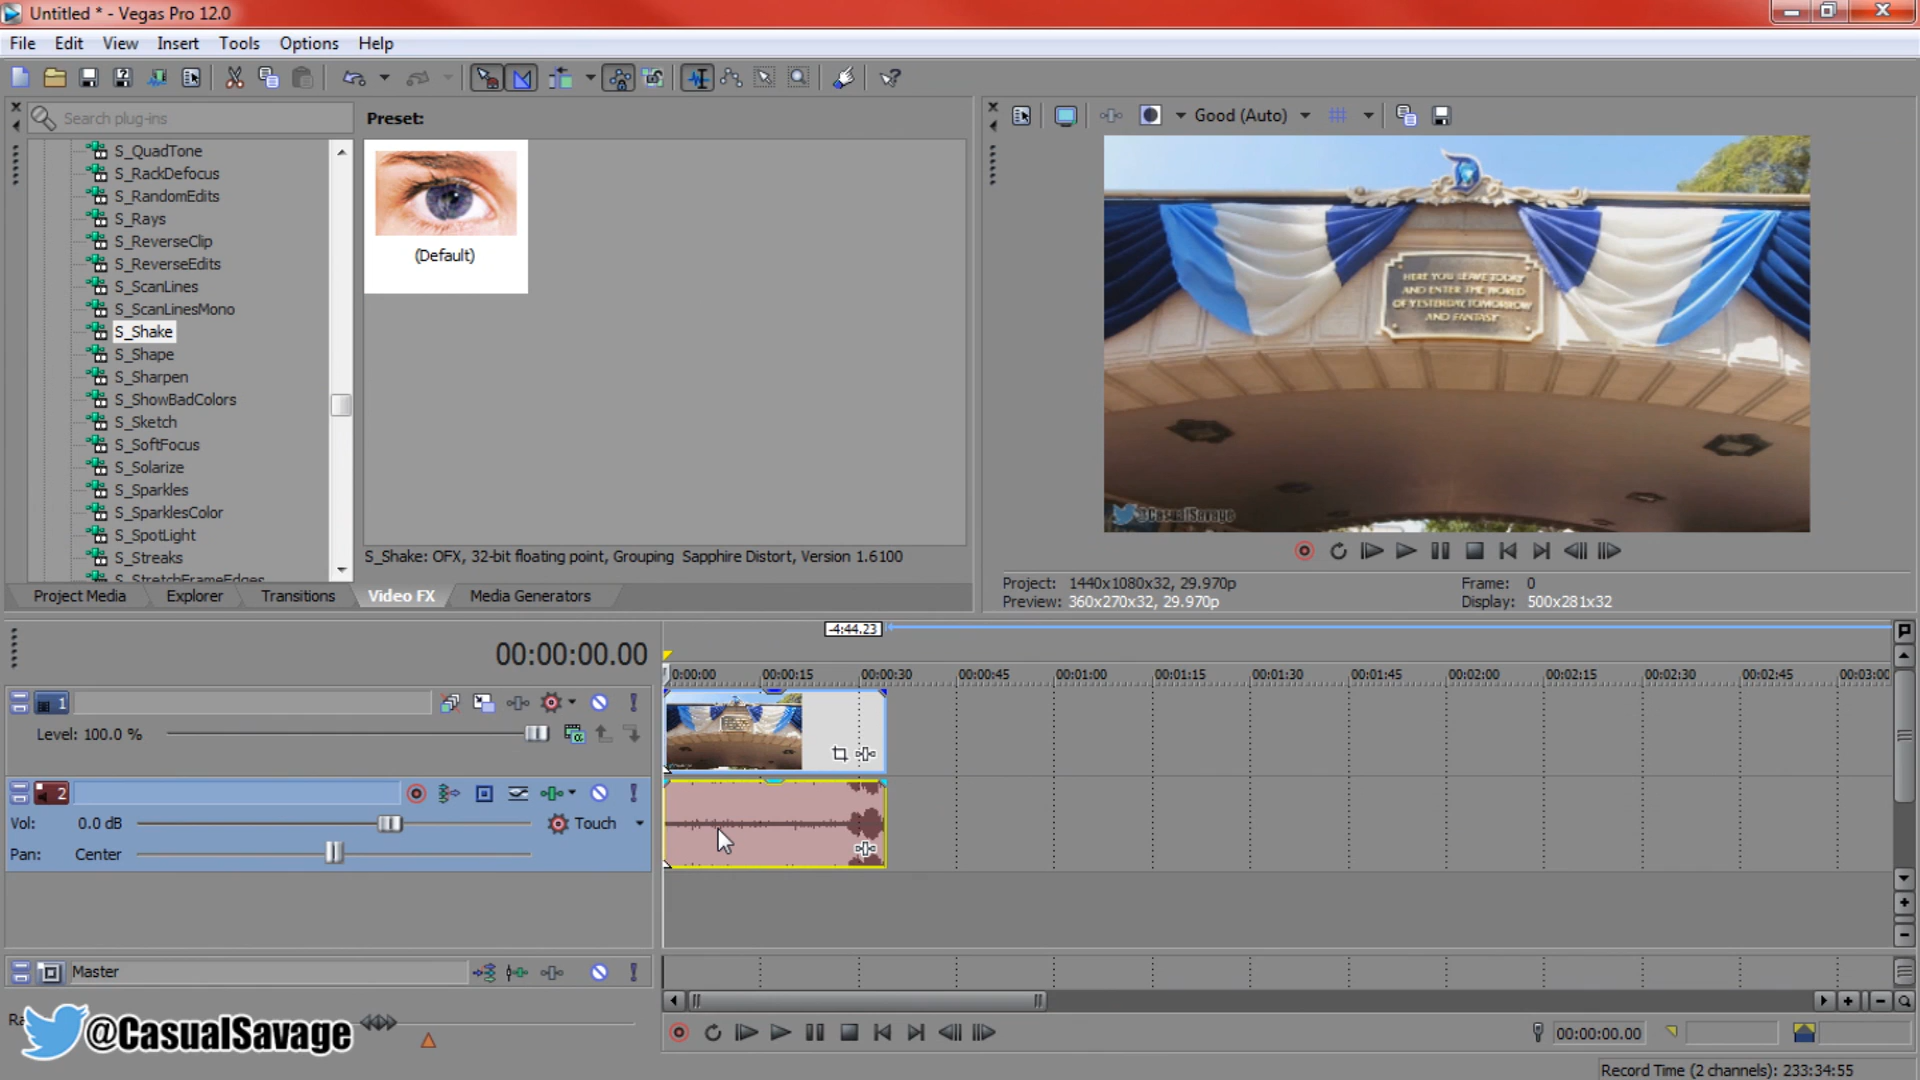 Untitled * - Vegas Pro 12.0
File Edit View Insert Tools Options Help
Search plug-ins
S_QuadTone
S_RackDefocus
S_RandomEdits
S_Rays
S_ReverseClip
S_ReverseEdits
S_ScanLines
S_ScanLinesMono
S_Shake
S_Shape
S_Sharpen
S_ShowBadColors
S_Sketch
S_SoftFocus
S_Solarize
S_Sparkles
S_SparklesColor
S_SpotLight
S_Streaks
S_StretchFrameEdges
Preset:
(Default)
S_Shake: OFX, 32-bit floating point, Grouping Sapphire Distort, Version 1.6100
Project Media Explorer Transitions Video FX Media Generators
Good (Auto)
HERE YOU LEAVE TODAY
AND ENTER THE WORLD
OF YESTERDAY, TOMORROW
AND FANTASY
@CasualSavage
Project: 1440x1080x32, 29.970p Frame: 0
Preview: 360x270x32, 29.970p Display: 500x281x32
-4:44.23
00:00:00.00
0:00:00 00:00:15 00:00:30 00:00:45 00:01:00 00:01:15 00:01:30 00:01:45 00:02:00 00:02:15 00:02:30 00:02:45 00:03:00
1
Level: 100.0 %
2
Vol: 0.0 dB Touch
Pan: Center
Master
@CasualSavage
00:00:00.00
Record Time (2 channels): 233:34:55